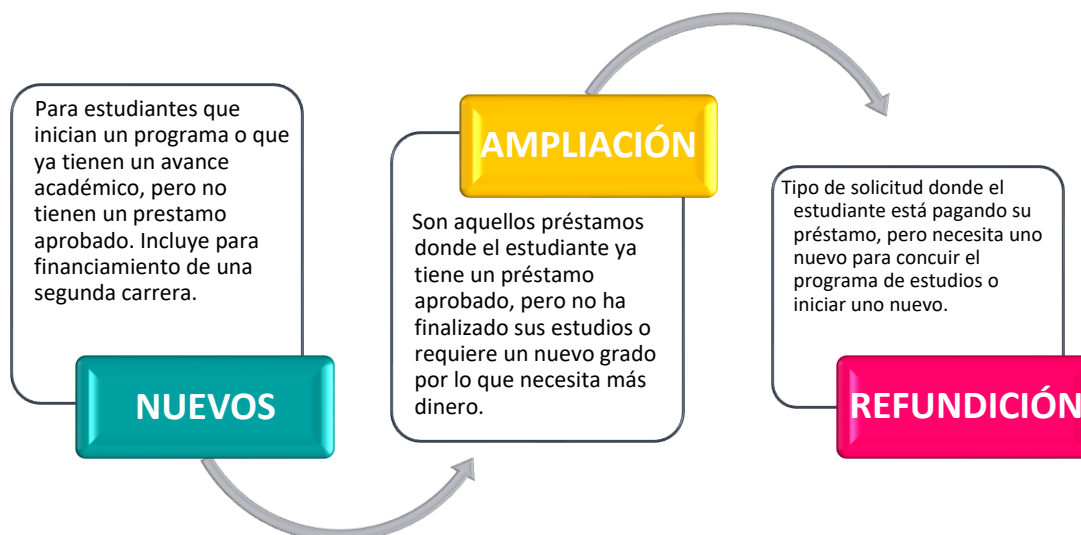 Para estudiantes que
inician un programa o que
ya tienen un avance
académico, pero no
tienen un prestamo
aprobado. Incluye para
financiamiento de una
segunda carrera.
NUEVOS
AMPLIACIÓN
Son aquellos préstamos
donde el estudiante ya
tiene un préstamo
aprobado, pero no ha
finalizado sus estudios o
requiere un nuevo grado
por lo que necesita más
dinero.
Tipo de solicitud donde el
estudiante está pagando su
préstamo, pero necesita uno
nuevo para concuir el
programa de estudios o
iniciar uno nuevo.
REFUNDICIÓN